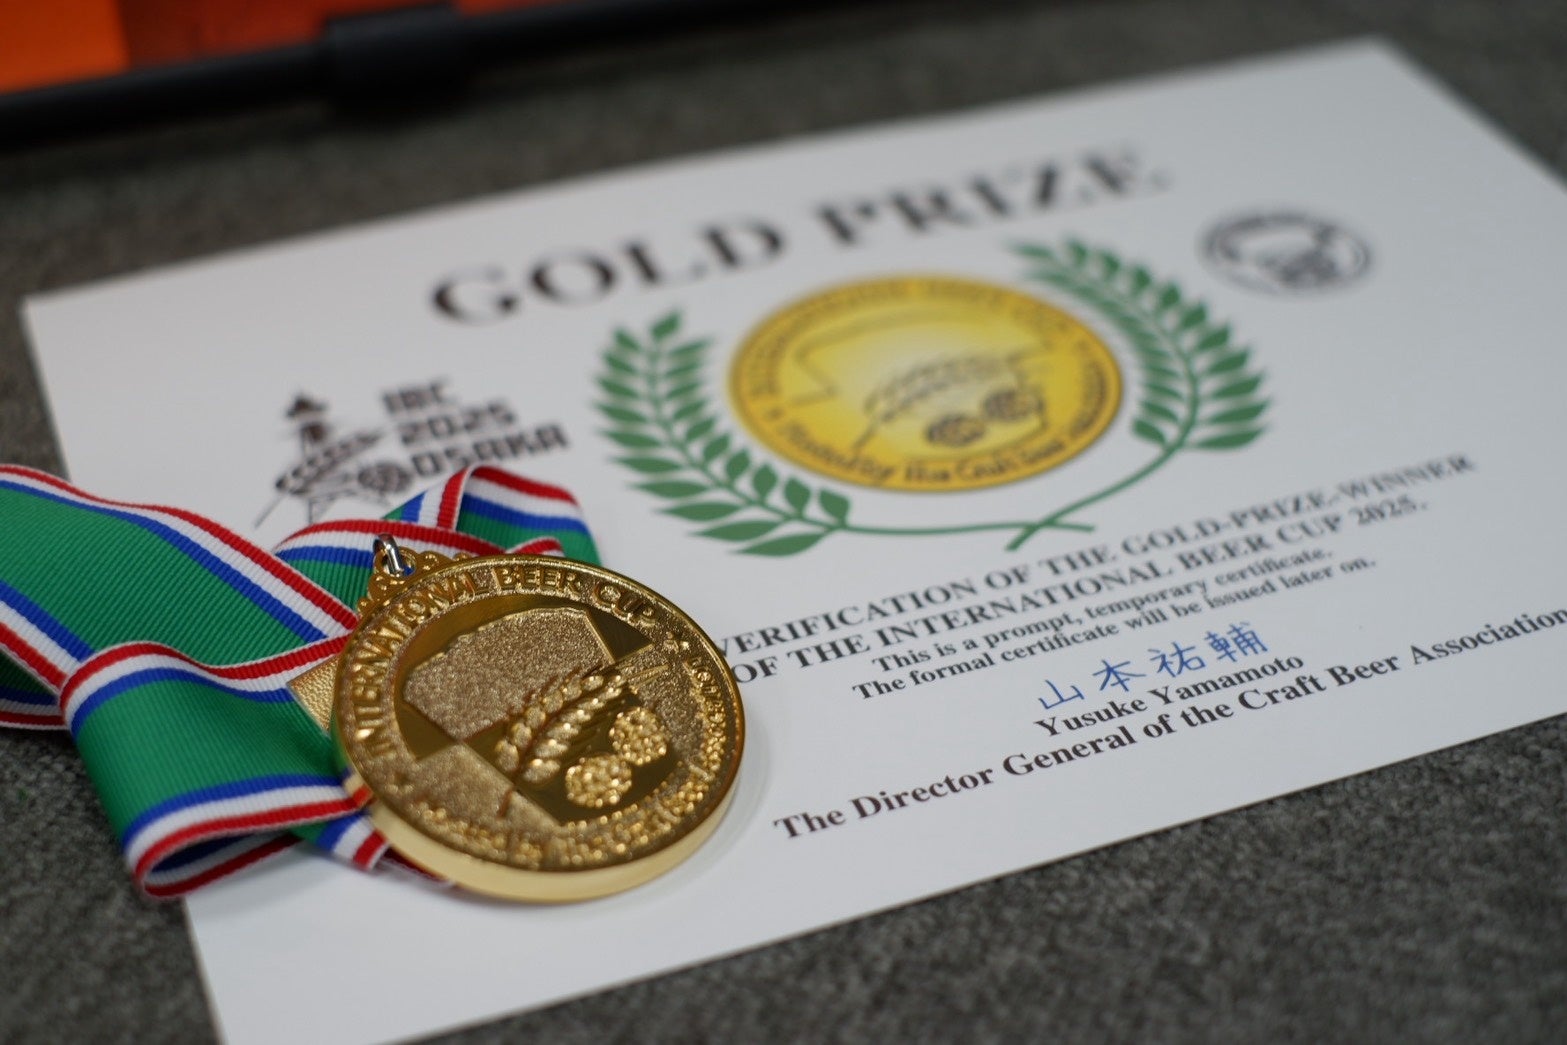 GOLD PRIZE
IBC
2025
OSAKA
VERIFICATION OF THE GOLD-PRIZE-WINNER
OF THE INTERNATIONAL BEER CUP 2025.
This is a prompt, temporary certificate.
The formal certificate will be issued later on.
山本祐輔
Yusuke Yamamoto
The Director General of the Craft Beer Association
INTERNATIONAL BEER CUP